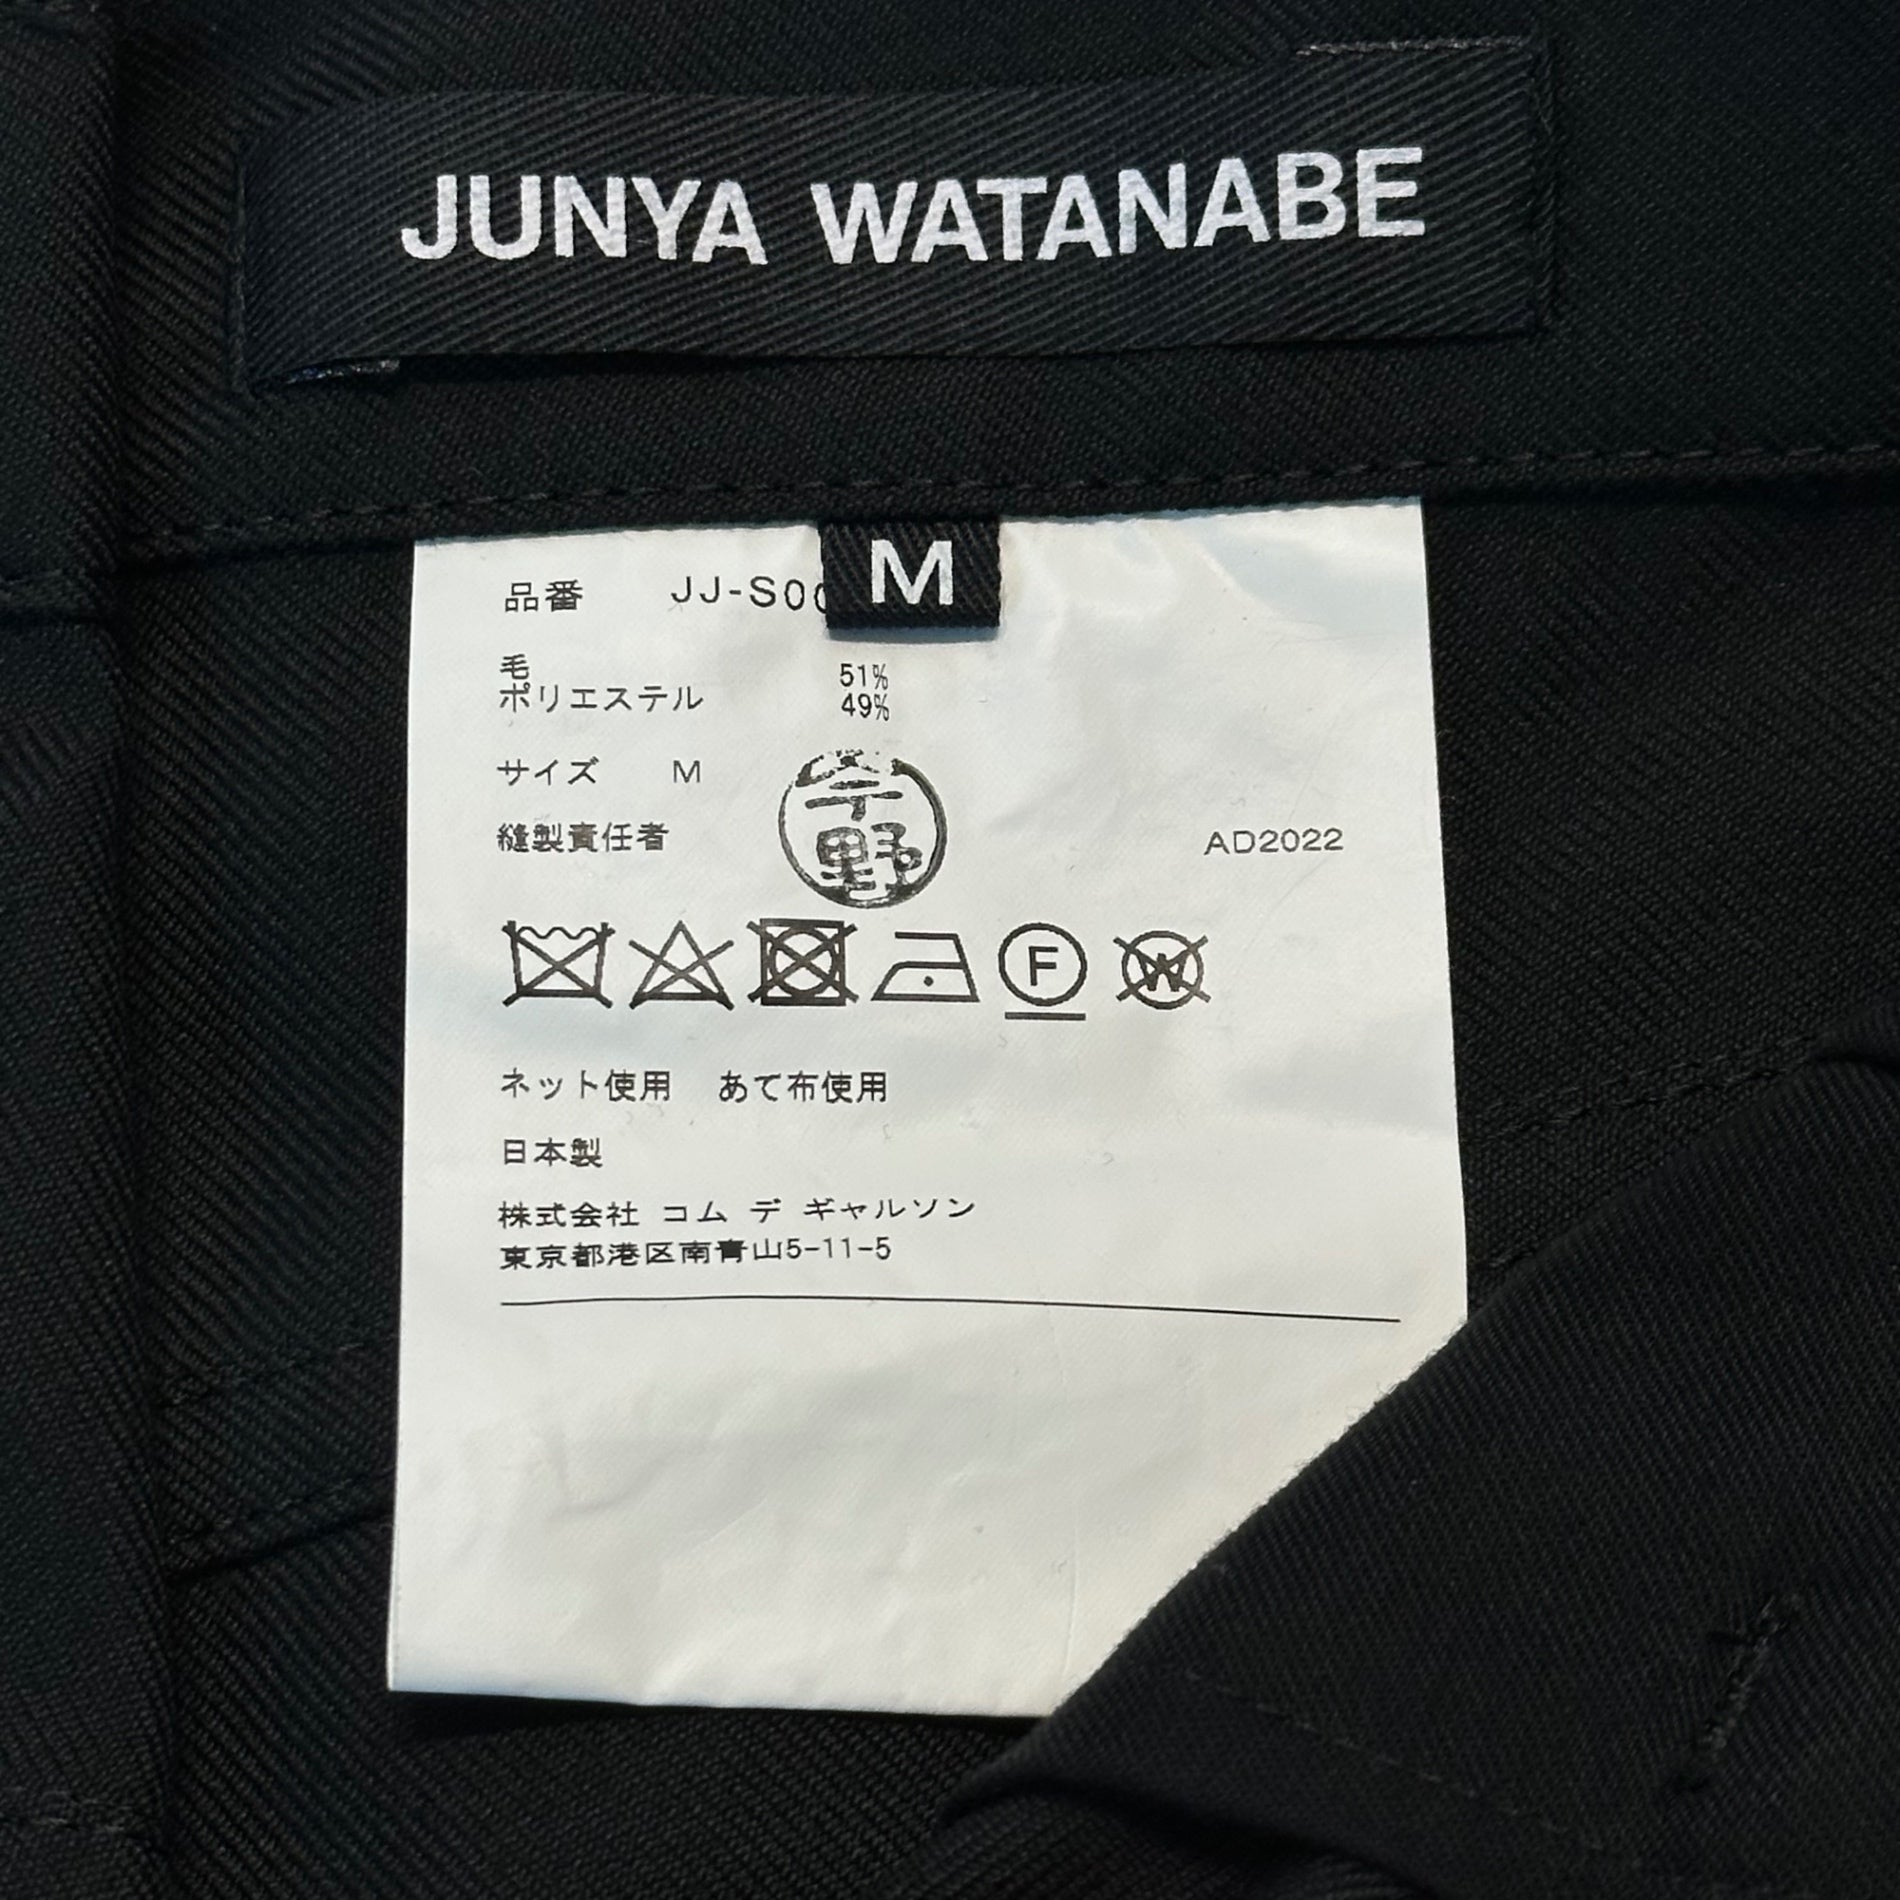 JUNYA WATANABE
M
品番 JJ-S00
毛 51%
ポリエステル 49%
サイズ M
縫製責任者 今野 AD2022
F W
ネット使用 あて布使用
日本製
株式会社 コム デ ギャルソン
東京都港区南青山5-11-5